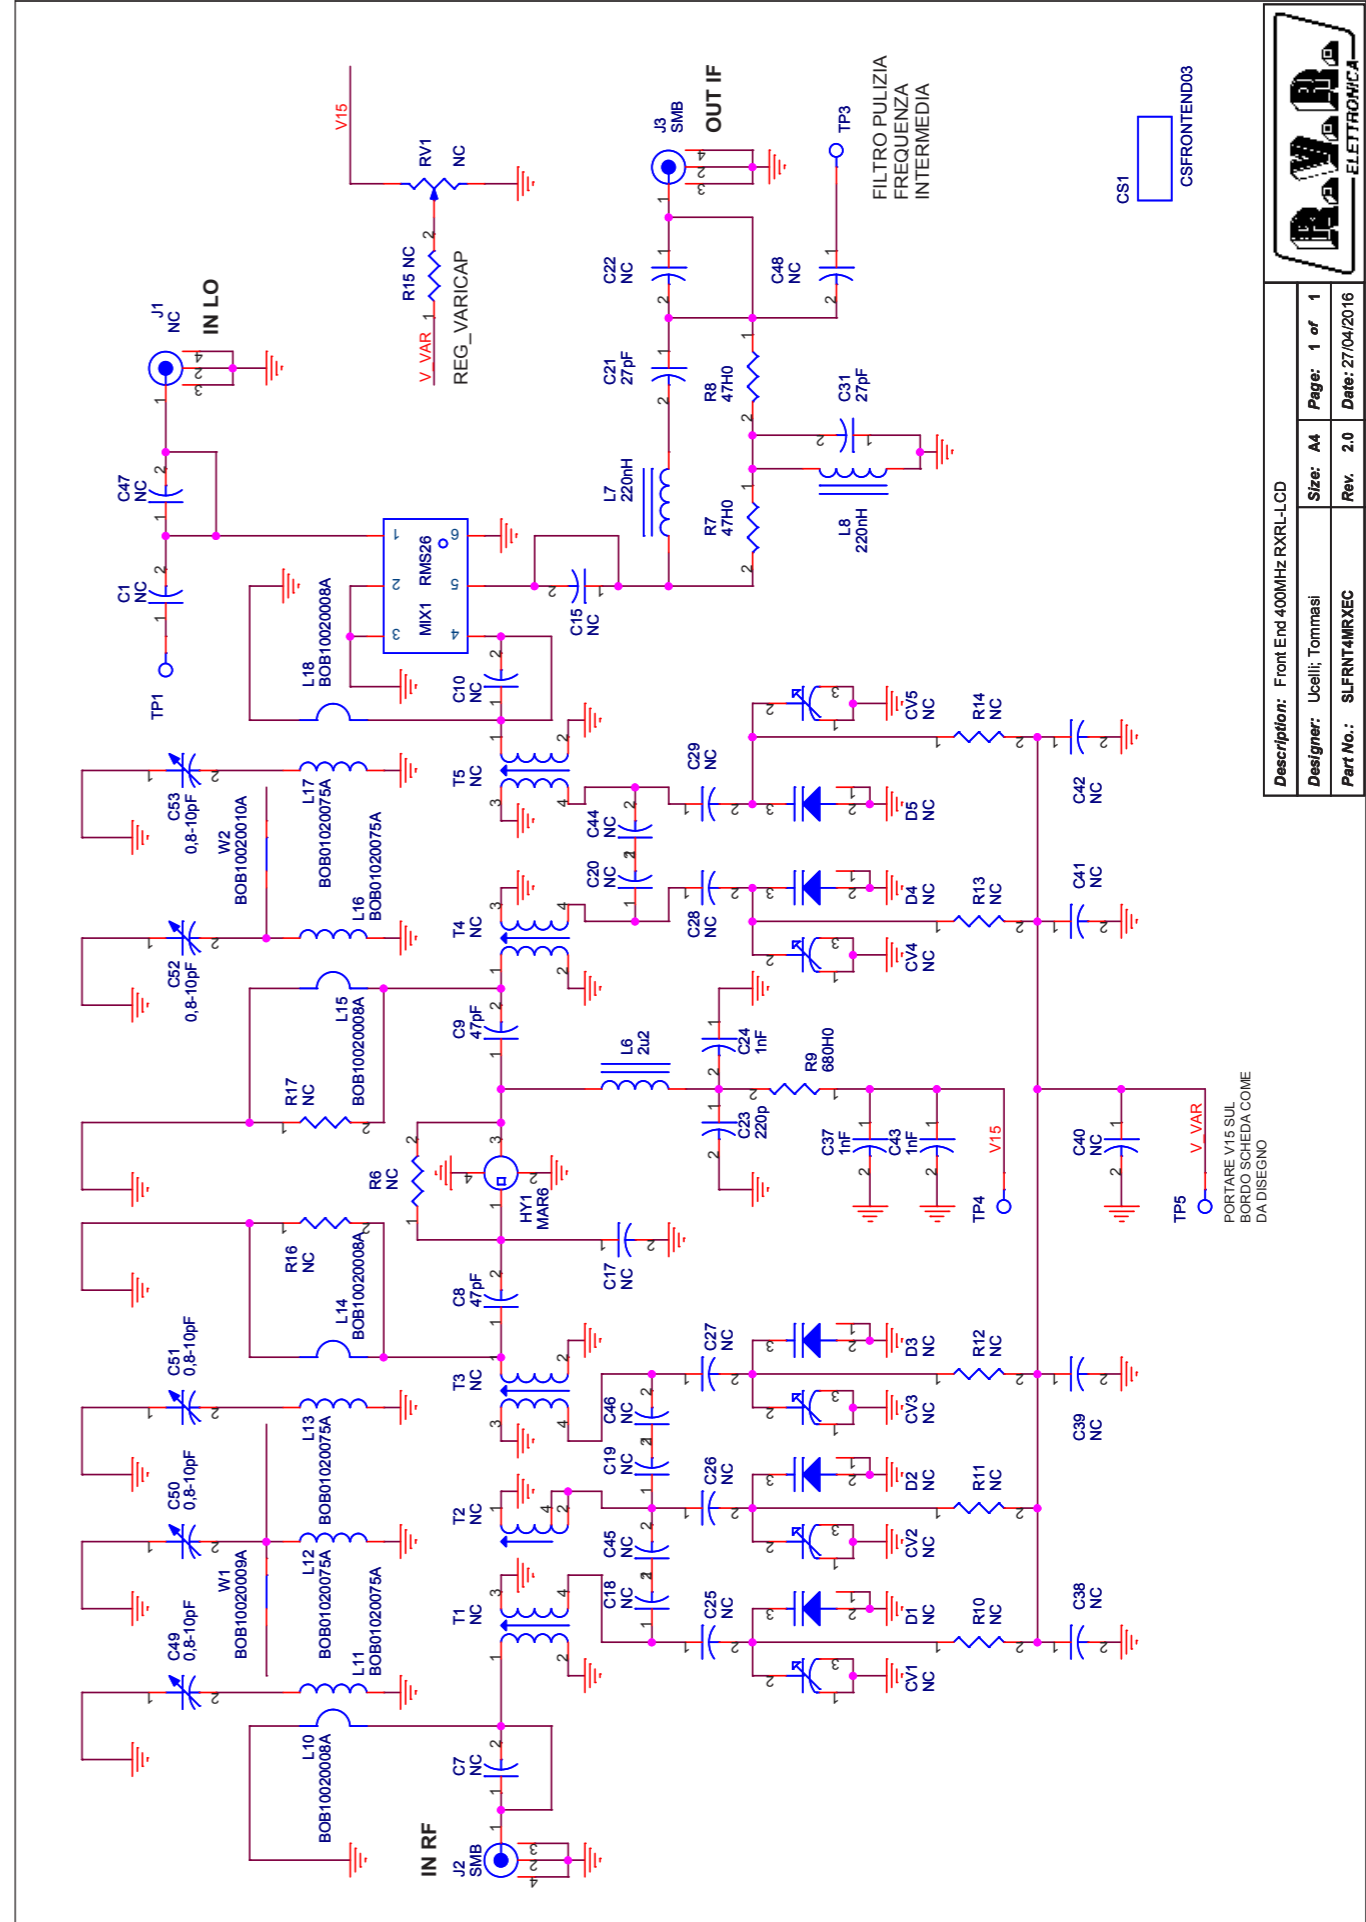 IN RF
J2
SMB
C7
NC
L10
BOB10020008A
C49
0,8-10pF
L11
BOB01020075A
W1
BOB10020009A
C50
0,8-10pF
L12
BOB01020075A
C51
0,8-10pF
L13
BOB01020075A
L14
BOB10020008A
R16
NC
R17
NC
L15
BOB10020008A
C52
0,8-10pF
L16
BOB01020075A
W2
BOB10020010A
C53
0,8-10pF
L17
BOB01020075A
L18
BOB10020008A
T1
NC
T2
NC
T3
NC
C8
47pF
C17
NC
R6
NC
HY1
MAR6
C9
47pF
T4
NC
T5
NC
C10
NC
MIX1
RMS26
TP1
C1
NC
C47
NC
J1
NC
IN LO
V_VAR
R15 NC
RV1
NC
V15
REG_VARICAP
C15
NC
L7
220nH
C21
27pF
C22
NC
J3
SMB
OUT IF
R7
47H0
R8
47H0
L8
220nH
C31
27pF
C48
NC
TP3
FILTRO PULIZIA
FREQUENZA
INTERMEDIA
C18
NC
C45
NC
C19
NC
C46
NC
C20
NC
C44
NC
C25
NC
C26
NC
C27
NC
C28
NC
C29
NC
L6
2u2
C23
220p
C24
1nF
R9
680H0
C37
1nF
C43
1nF
V15
TP4
CV1
NC
D1
NC
CV2
NC
D2
NC
CV3
NC
D3
NC
CV4
NC
D4
NC
D5
NC
CV5
NC
R10
NC
R11
NC
R12
NC
R13
NC
R14
NC
C38
NC
C39
NC
C40
NC
C41
NC
C42
NC
V_VAR
TP5
PORTARE V15 SUL
BORDO SCHEDA COME
DA DISEGNO
CS1
CSFRONTEND03
Description: Front End 400MHz RXRL-LCD
Designer: Ucelli; Tommasi
Size: A4
Page: 1 of 1
Part No.: SLFRNT4MRXEC
Rev. 2.0
Date: 27/04/2016
R.V.R.
ELETTRONICA